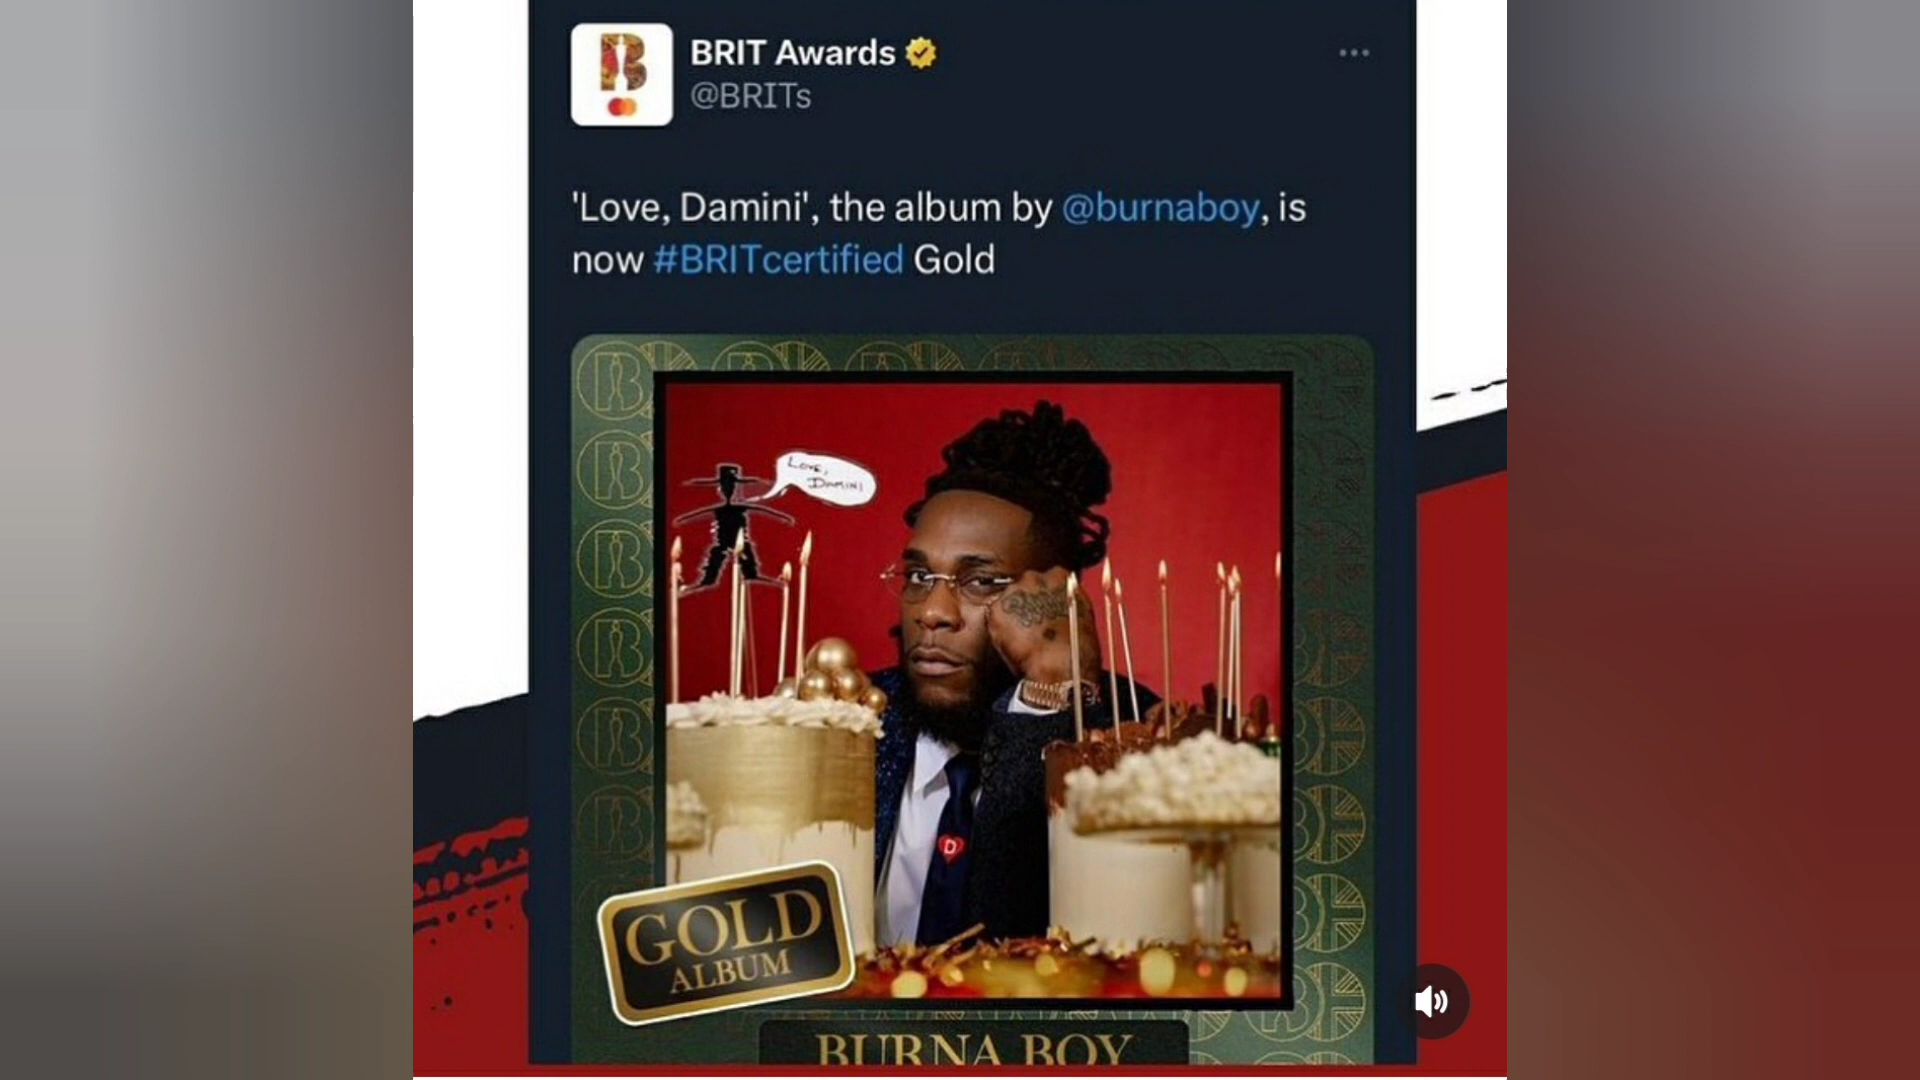 BRIT Awards
@BRITs
'Love, Damini', the album by @burnaboy, is
now #BRITcertified Gold
LOVE,
DAMINI
D
GOLD
ALBUM
BURNA BOY